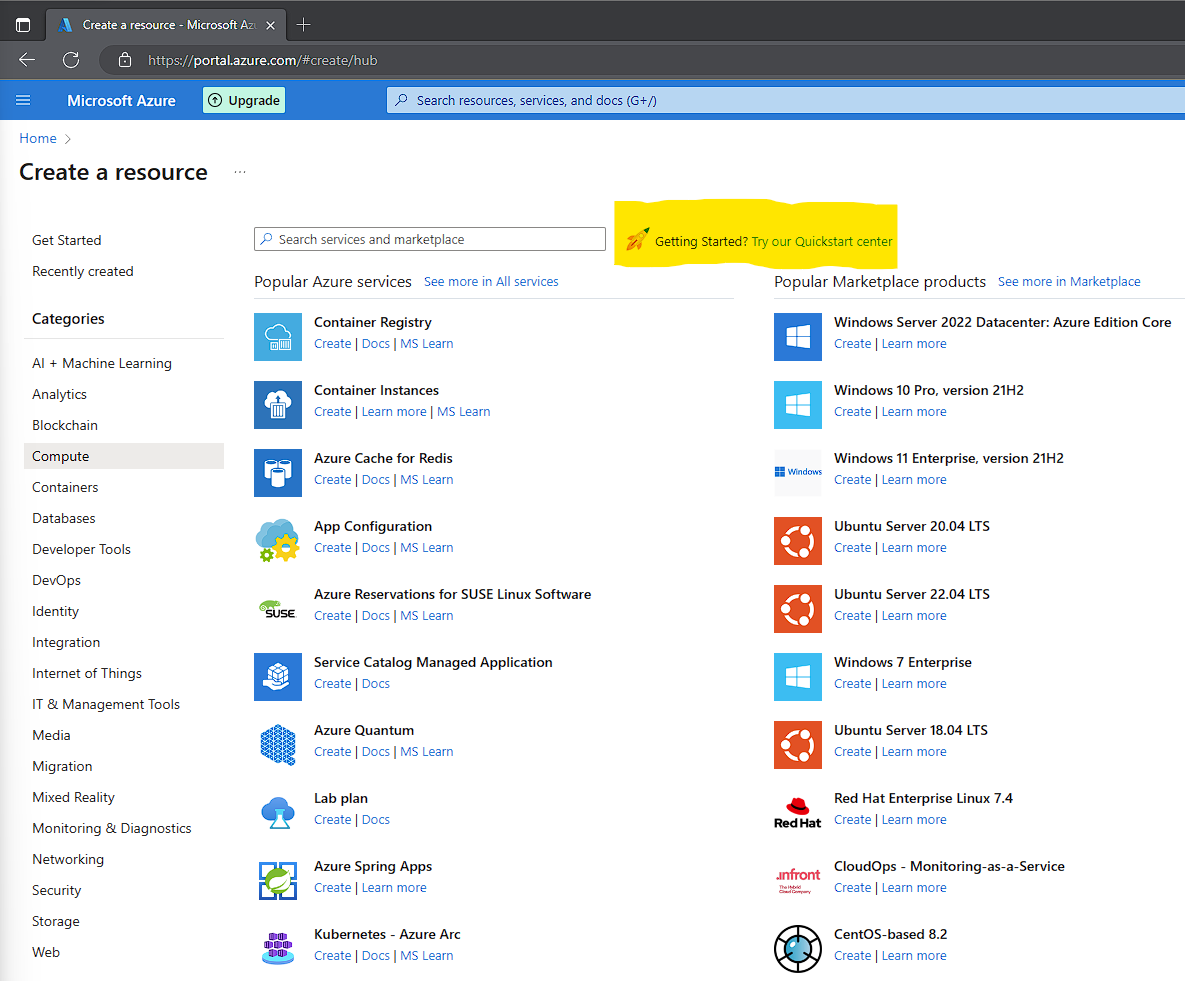 Create a resource - Microsoft Az
https://portal.azure.com/#create/hub
Microsoft Azure
Upgrade
Search resources, services, and docs (G+/)
Home
Create a resource
...
Get Started
Recently created
Categories
AI + Machine Learning
Analytics
Blockchain
Compute
Containers
Databases
Developer Tools
DevOps
Identity
Integration
Internet of Things
IT & Management Tools
Media
Migration
Mixed Reality
Monitoring & Diagnostics
Networking
Security
Storage
Web
Search services and marketplace
Getting Started? Try our Quickstart center
Popular Azure services See more in All services
Container Registry
Create | Docs | MS Learn
Container Instances
Create | Learn more | MS Learn
Azure Cache for Redis
Create | Docs | MS Learn
App Configuration
Create | Docs | MS Learn
SUSE
Azure Reservations for SUSE Linux Software
Create | Docs | MS Learn
Service Catalog Managed Application
Create | Docs
Azure Quantum
Create | Docs | MS Learn
Lab plan
Create | Docs
Azure Spring Apps
Create | Learn more
Kubernetes - Azure Arc
Create | Docs | MS Learn
Popular Marketplace products See more in Marketplace
Windows Server 2022 Datacenter: Azure Edition Core
Create | Learn more
Windows 10 Pro, version 21H2
Create | Learn more
Windows
Windows 11 Enterprise, version 21H2
Create | Learn more
Ubuntu Server 20.04 LTS
Create | Learn more
Ubuntu Server 22.04 LTS
Create | Learn more
Windows 7 Enterprise
Create | Learn more
Ubuntu Server 18.04 LTS
Create | Learn more
Red Hat
Red Hat Enterprise Linux 7.4
Create | Learn more
.infront
The Hybrid
Cloud Company
CloudOps - Monitoring-as-a-Service
Create | Learn more
CentOS-based 8.2
Create | Learn more